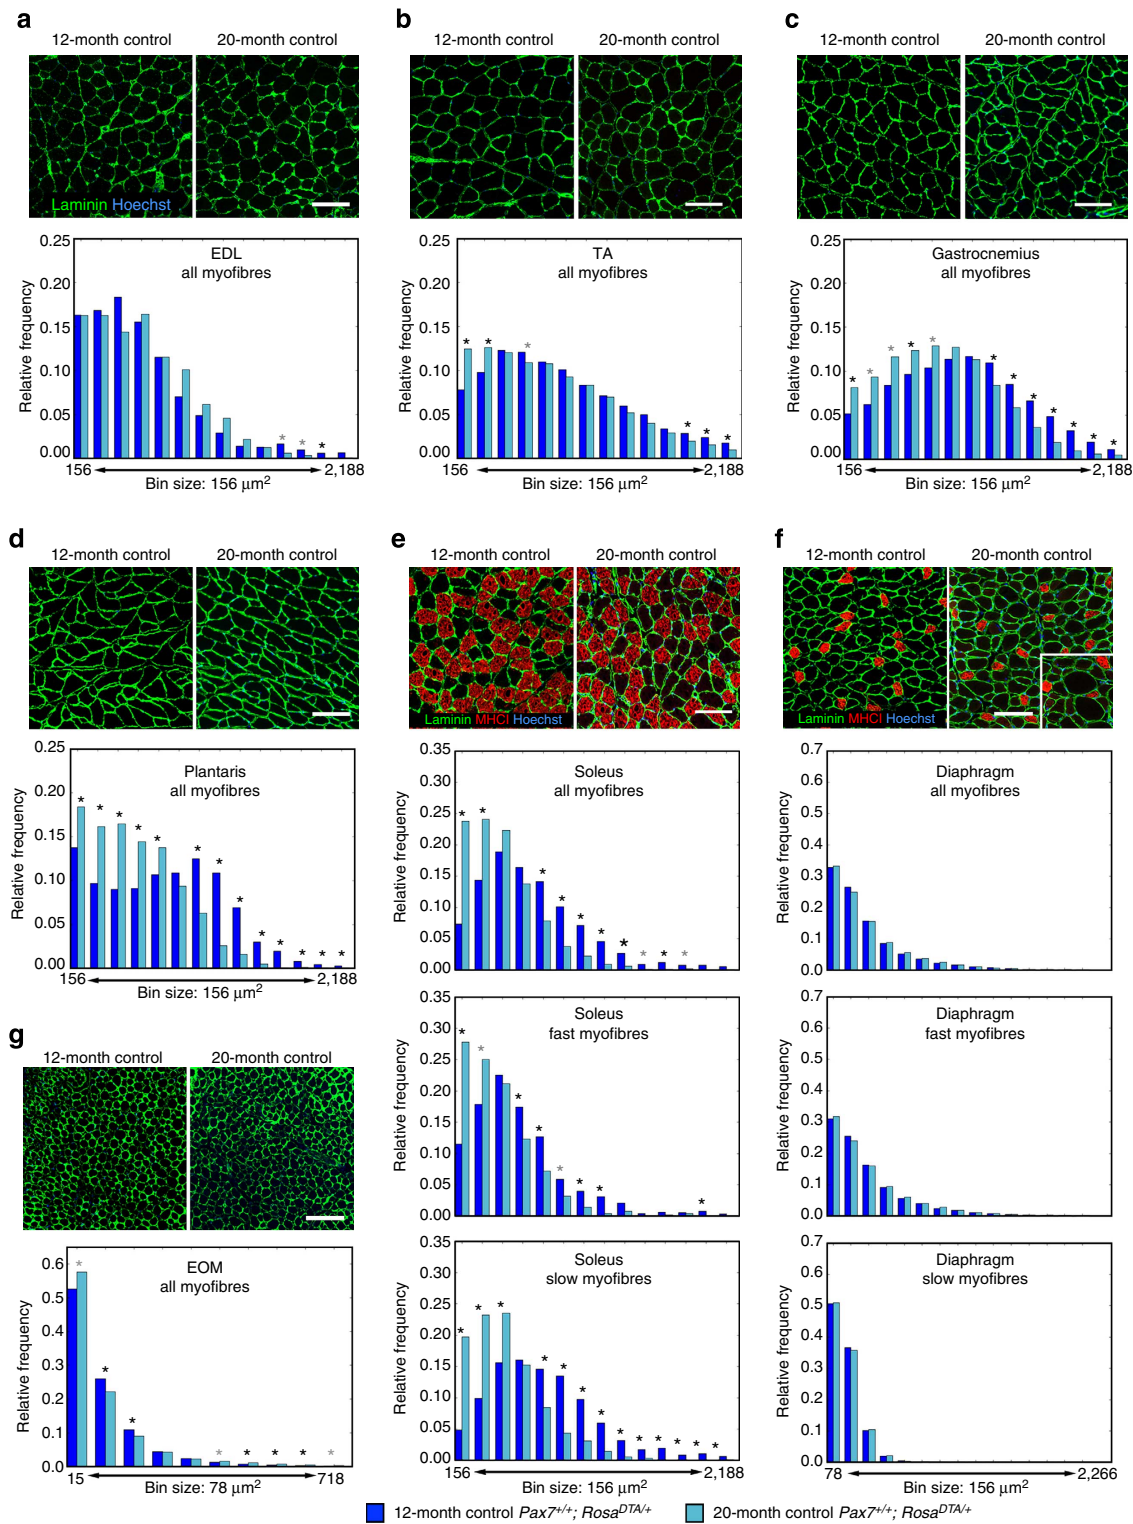 a
12-month control
20-month control
Laminin Hoechst
0.25
0.20
0.15
0.10
0.05
0.00
Relative frequency
EDL
all myofibres
* * *
156
2,188
Bin size: 156 µm2
b
12-month control
20-month control
0.25
0.20
0.15
0.10
0.05
0.00
Relative frequency
TA
all myofibres
* * * * * *
156
2,188
Bin size: 156 µm2
c
12-month control
20-month control
0.25
0.20
0.15
0.10
0.05
0.00
Relative frequency
Gastrocnemius
all myofibres
* * * * * * * * * * * *
156
2,188
Bin size: 156 µm2
d
12-month control
20-month control
0.25
0.20
0.15
0.10
0.05
0.00
Relative frequency
Plantaris
all myofibres
* * * * * * * * * * * * *
156
2,188
Bin size: 156 µm2
e
12-month control
20-month control
Laminin MHCI Hoechst
0.35
0.30
0.25
0.20
0.15
0.10
0.05
0.00
Relative frequency
Soleus
all myofibres
* * * * * * * * * *
0.35
0.30
0.25
0.20
0.15
0.10
0.05
0.00
Relative frequency
Soleus
fast myofibres
* * * * * * * *
0.35
0.30
0.25
0.20
0.15
0.10
0.05
0.00
Relative frequency
Soleus
slow myofibres
* * * * * * * * * * * *
156
2,188
Bin size: 156 µm2
f
12-month control
20-month control
Laminin MHCI Hoechst
0.7
0.6
0.5
0.4
0.3
0.2
0.1
0.0
Relative frequency
Diaphragm
all myofibres
0.7
0.6
0.5
0.4
0.3
0.2
0.1
0.0
Relative frequency
Diaphragm
fast myofibres
0.7
0.6
0.5
0.4
0.3
0.2
0.1
0.0
Relative frequency
Diaphragm
slow myofibres
78
2,266
Bin size: 156 µm2
g
12-month control
20-month control
0.6
0.5
0.4
0.3
0.2
0.1
0.0
Relative frequency
EOM
all myofibres
* * * * * * *
15
718
Bin size: 78 µm2
12-month control Pax7+/+; RosaDTA/+
20-month control Pax7+/+; RosaDTA/+